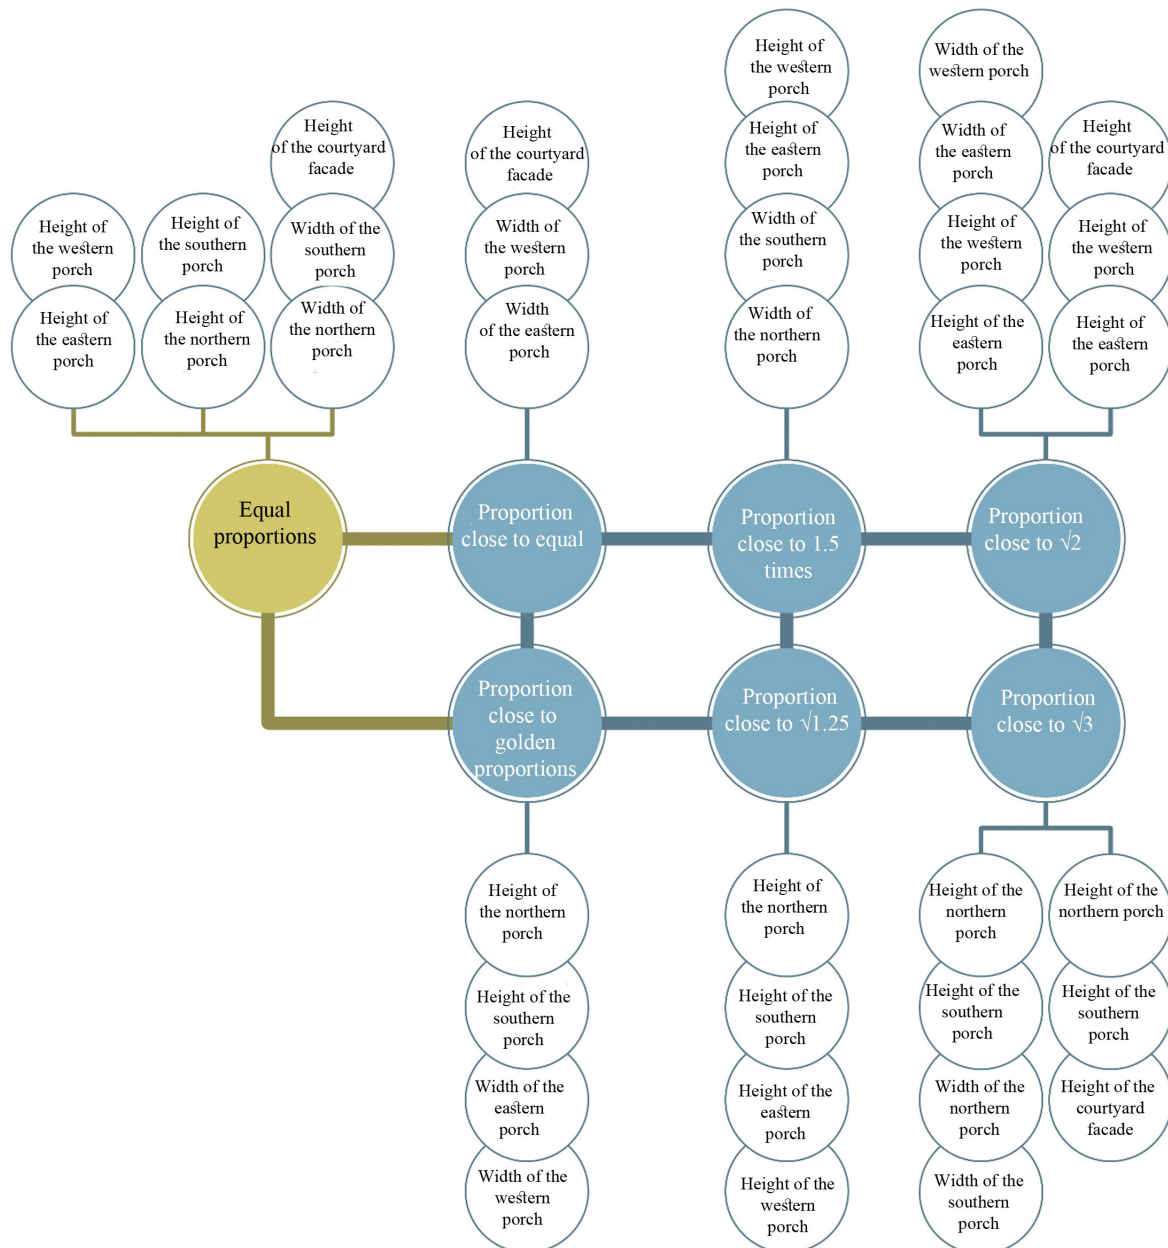 Height of
the western
porch
Height of
the eastern
porch
Height of
the southern
porch
Height of
the northern
porch
Height
of the courtyard
facade
Width of the
southern
porch
Width of
the northern
porch
Height
of the courtyard
facade
Width
of the western
porch
Width
of the eastern
porch
Height of
the western
porch
Height
of the eastern
porch
Width
of the southern
porch
Width of
the northern
porch
Width of the
western porch
Width of
the eastern
porch
Height
of the western
porch
Height of the
eastern
porch
Height
of the courtyard
facade
Height of
the western
porch
Height of
the eastern
porch
Equal
proportions
Proportion
close to equal
Proportion
close to 1.5
times
Proportion
close to √2
Proportion
close to
golden
proportions
Proportion
close to √1.25
Proportion
close to √3
Height of
the northern
porch
Height of the
southern
porch
Width of the
eastern
porch
Width of the
western
porch
Height of
the northern
porch
Height of the
southern
porch
Height of the
eastern
porch
Height of the
western
porch
Height of the
northern
porch
Height of the
southern
porch
Width of the
northern
porch
Width of the
southern
porch
Height of the
northern porch
Height of the
southern
porch
Height of the
courtyard
facade